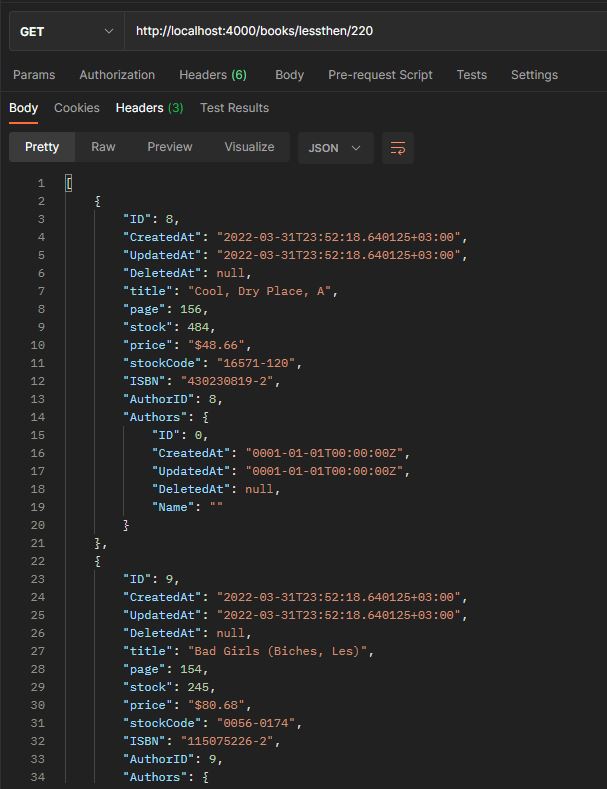 GET http://localhost:4000/books/lessthen/220
Params Authorization Headers (6) Body Pre-request Script Tests Settings
Body Cookies Headers (3) Test Results
Pretty Raw Preview Visualize JSON
1 [
2 {
3 "ID": 8,
4 "CreatedAt": "2022-03-31T23:52:18.640125+03:00",
5 "UpdatedAt": "2022-03-31T23:52:18.640125+03:00",
6 "DeletedAt": null,
7 "title": "Cool, Dry Place, A",
8 "page": 156,
9 "stock": 484,
10 "price": "$48.66",
11 "stockCode": "16571-120",
12 "ISBN": "430230819-2",
13 "AuthorID": 8,
14 "Authors": {
15 "ID": 0,
16 "CreatedAt": "0001-01-01T00:00:00Z",
17 "UpdatedAt": "0001-01-01T00:00:00Z",
18 "DeletedAt": null,
19 "Name": ""
20 }
21 },
22 {
23 "ID": 9,
24 "CreatedAt": "2022-03-31T23:52:18.640125+03:00",
25 "UpdatedAt": "2022-03-31T23:52:18.640125+03:00",
26 "DeletedAt": null,
27 "title": "Bad Girls (Biches, Les)",
28 "page": 154,
29 "stock": 245,
30 "price": "$80.68",
31 "stockCode": "0056-0174",
32 "ISBN": "115075226-2",
33 "AuthorID": 9,
34 "Authors": {